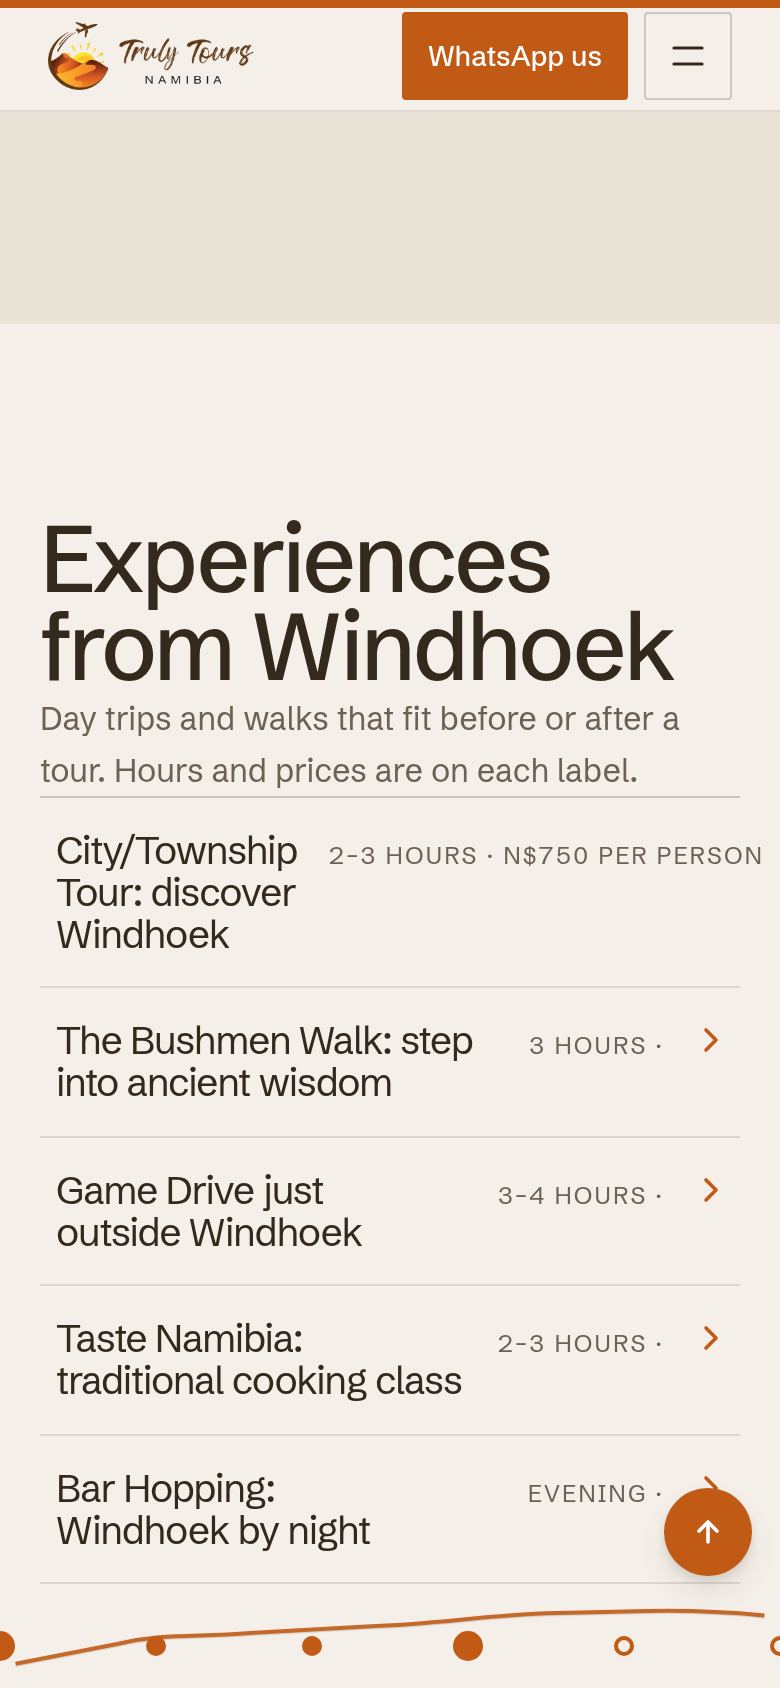 Truly Tours
NAMIBIA
WhatsApp us
Experiences
from Windhoek
Day trips and walks that fit before or after a
tour. Hours and prices are on each label.
City/Township
Tour: discover
Windhoek
2–3 HOURS · N$750 PER PERSON
The Bushmen Walk: step
into ancient wisdom
3 HOURS ·
Game Drive just
outside Windhoek
3–4 HOURS ·
Taste Namibia:
traditional cooking class
2–3 HOURS ·
Bar Hopping:
Windhoek by night
EVENING ·